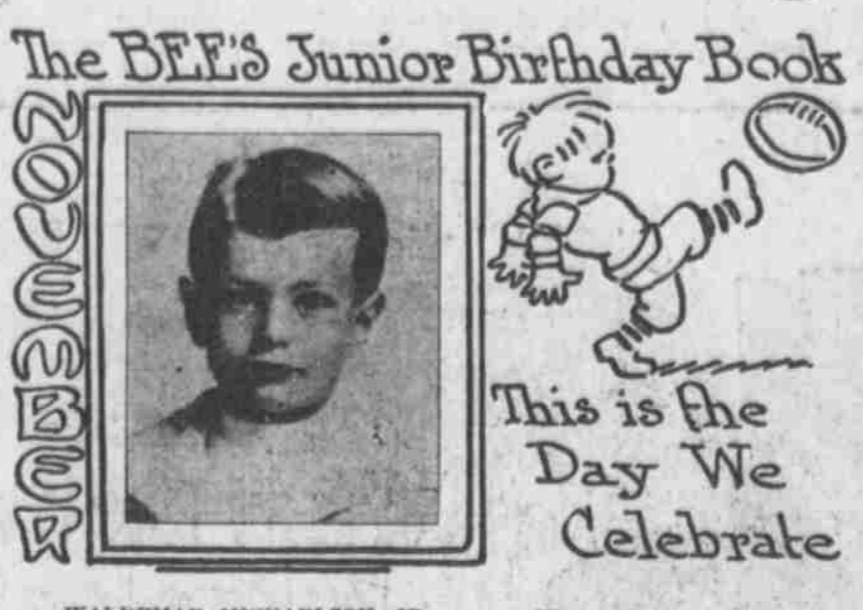 The BEE'S Junior Birthday Book
NOVEMBER
This is the
Day We
Celebrate